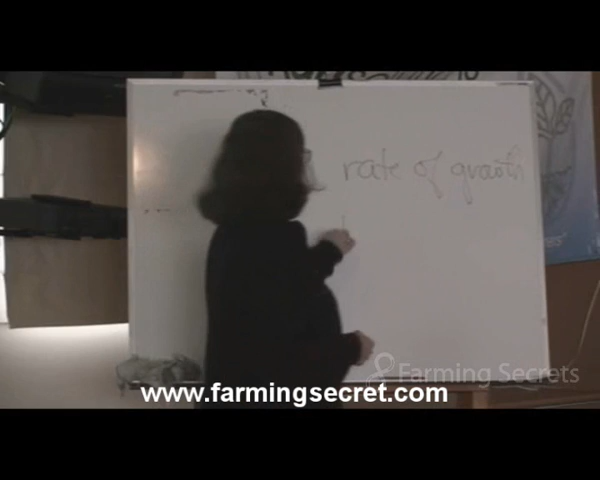 rate of growth
Farming Secrets
www.farmingsecret.com